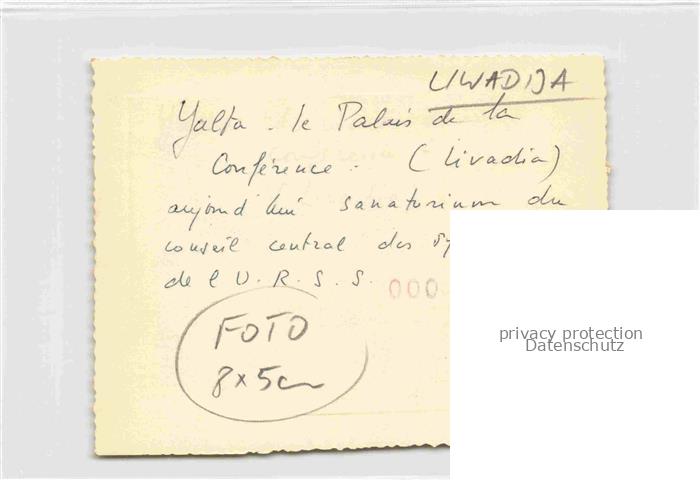 LIWADIJA
Yalta - le Palais de la
Conférence - (Livadia)
aujourd'hui sanatorium du
conseil central des
de l U.R.S.S.
000
FOTO
8x5cm
privacy protection
Datenschutz